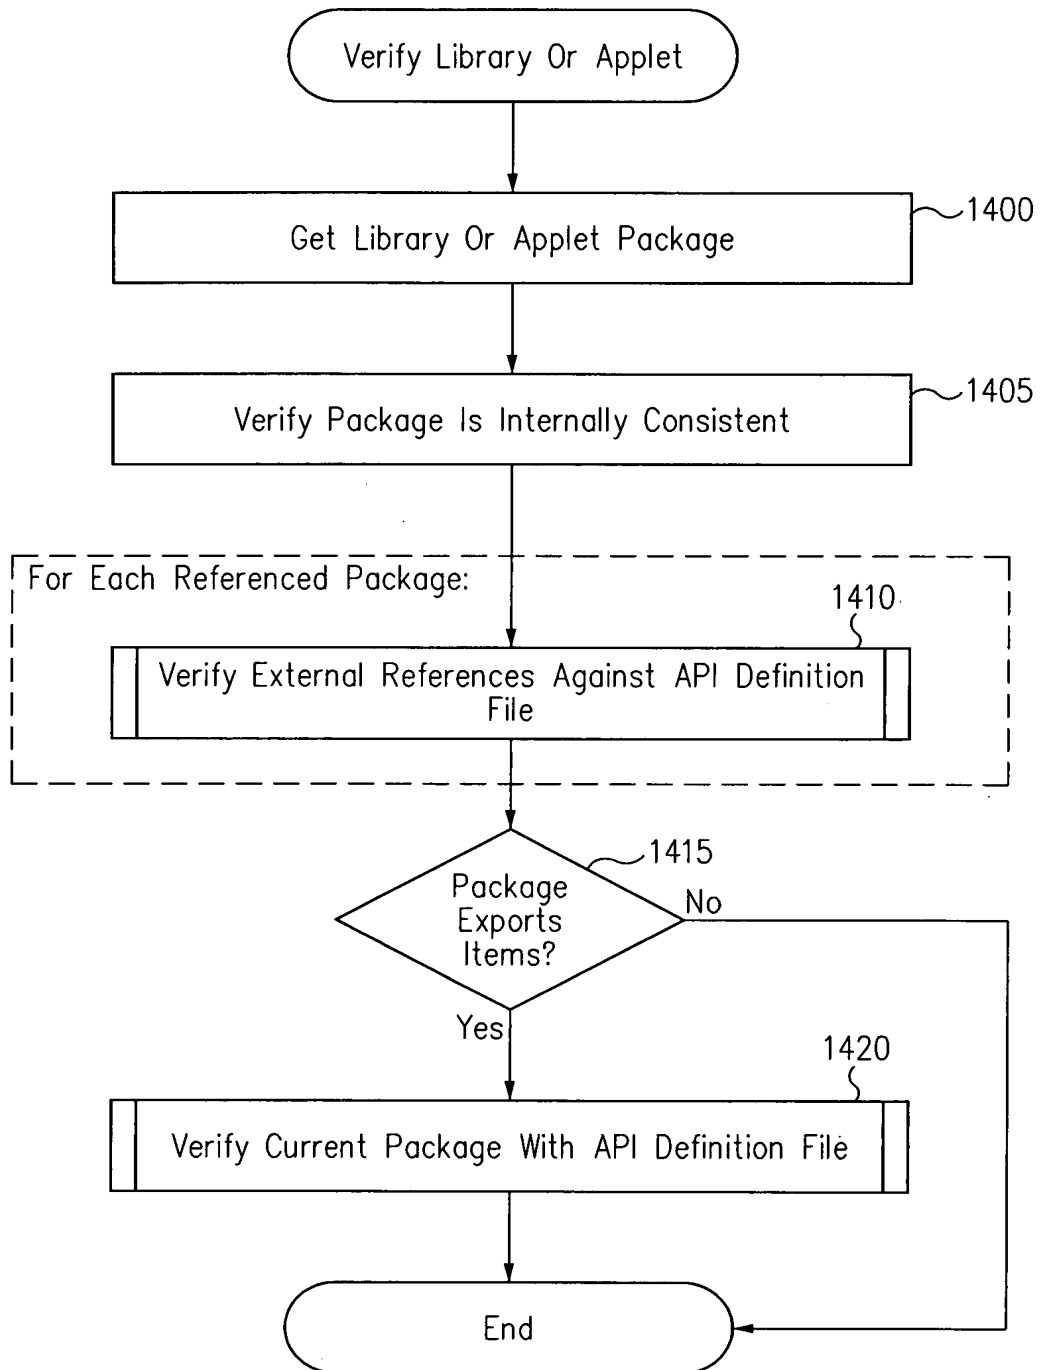 Verify Library Or Applet
1400
Get Library Or Applet Package
1405
Verify Package Is Internally Consistent
For Each Referenced Package:
1410
Verify External References Against API Definition
File
1415
Package
Exports
Items?
No
Yes
1420
Verify Current Package With API Definition File
End